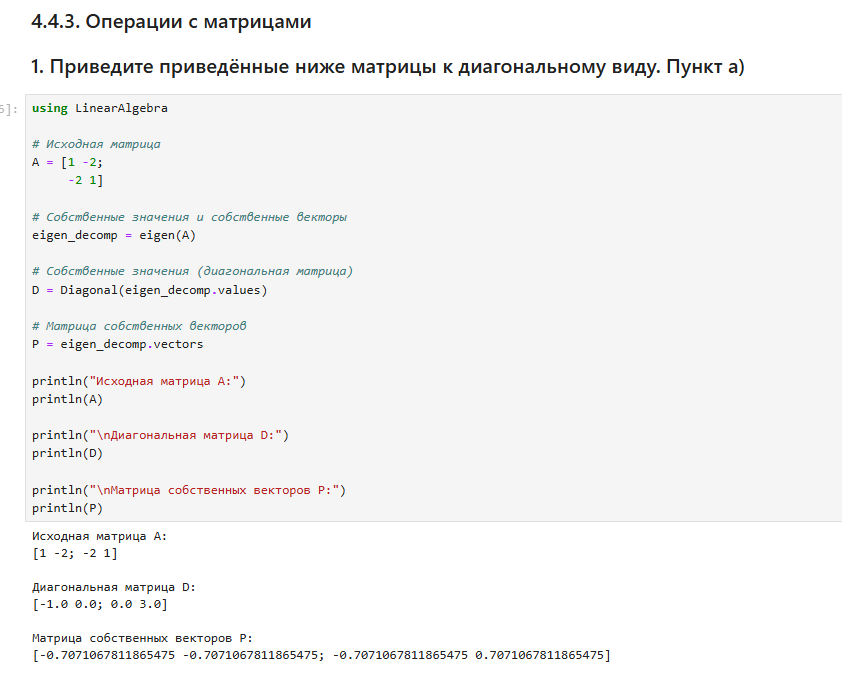 4.4.3. Операции с матрицами
1. Приведите приведённые ниже матрицы к диагональному виду. Пункт а)
6]:
using LinearAlgebra
# Исходная матрица
A = [1 -2;
     -2 1]
# Собственные значения и собственные векторы
eigen_decomp = eigen(A)
# Собственные значения (диагональная матрица)
D = Diagonal(eigen_decomp.values)
# Матрица собственных векторов
P = eigen_decomp.vectors
println("Исходная матрица A:")
println(A)
println("\nДиагональная матрица D:")
println(D)
println("\nМатрица собственных векторов P:")
println(P)
Исходная матрица A:
[1 -2; -2 1]
Диагональная матрица D:
[-1.0 0.0; 0.0 3.0]
Матрица собственных векторов P:
[-0.7071067811865475 -0.7071067811865475; -0.7071067811865475 0.7071067811865475]